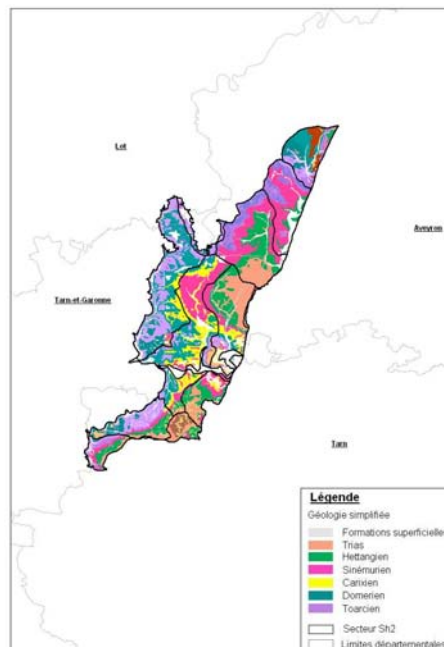 Lot
Aveyron
Tarn-et-Garonne
Tarn
Légende
Géologie simplifiée
Formations superficielle
Trias
Hettangien
Sinémurien
Carixien
Domerien
Toarcien
Secteur Sh2
Limites départementales